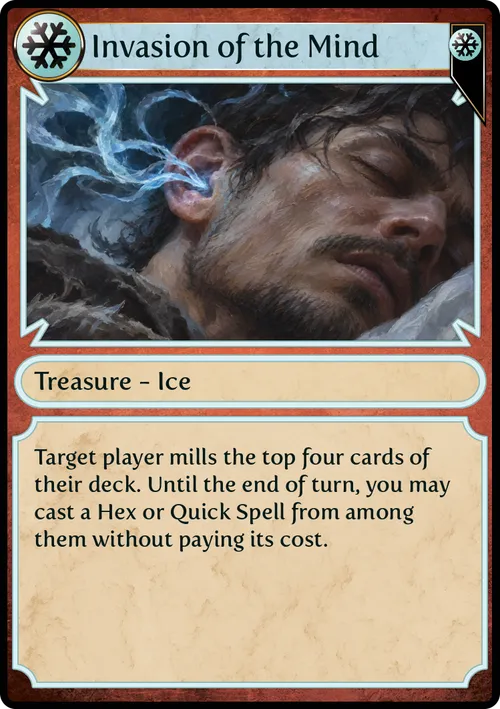 Invasion of the Mind
Treasure - Ice
Target player mills the top four cards of
their deck. Until the end of turn, you may
cast a Hex or Quick Spell from among
them without paying its cost.